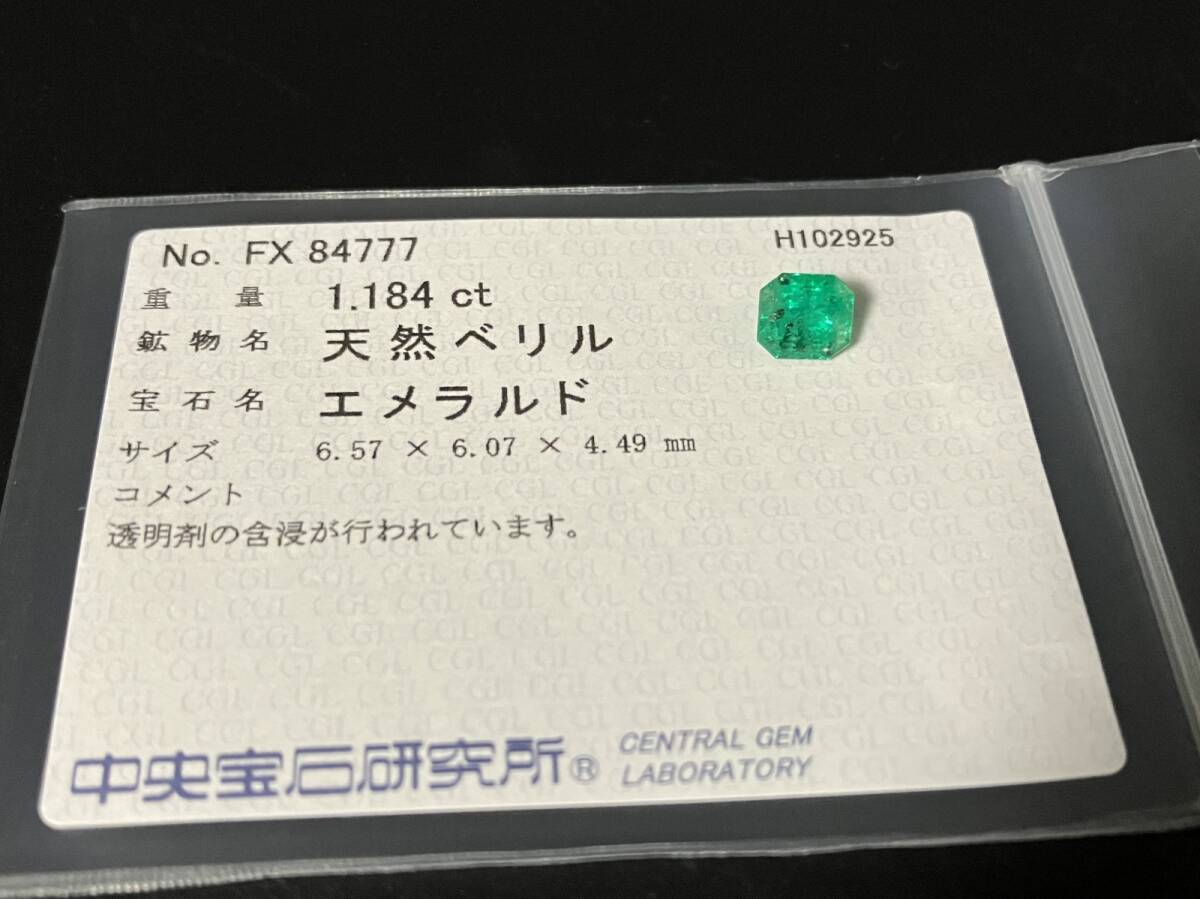 No. FX 84777 H102925
重量 1.184 ct
鉱物名 天然ベリル
宝石名 エメラルド
サイズ 6.57 × 6.07 × 4.49 mm
コメント
透明剤の含浸が行われています。
中央宝石研究所® CENTRAL GEM
LABORATORY